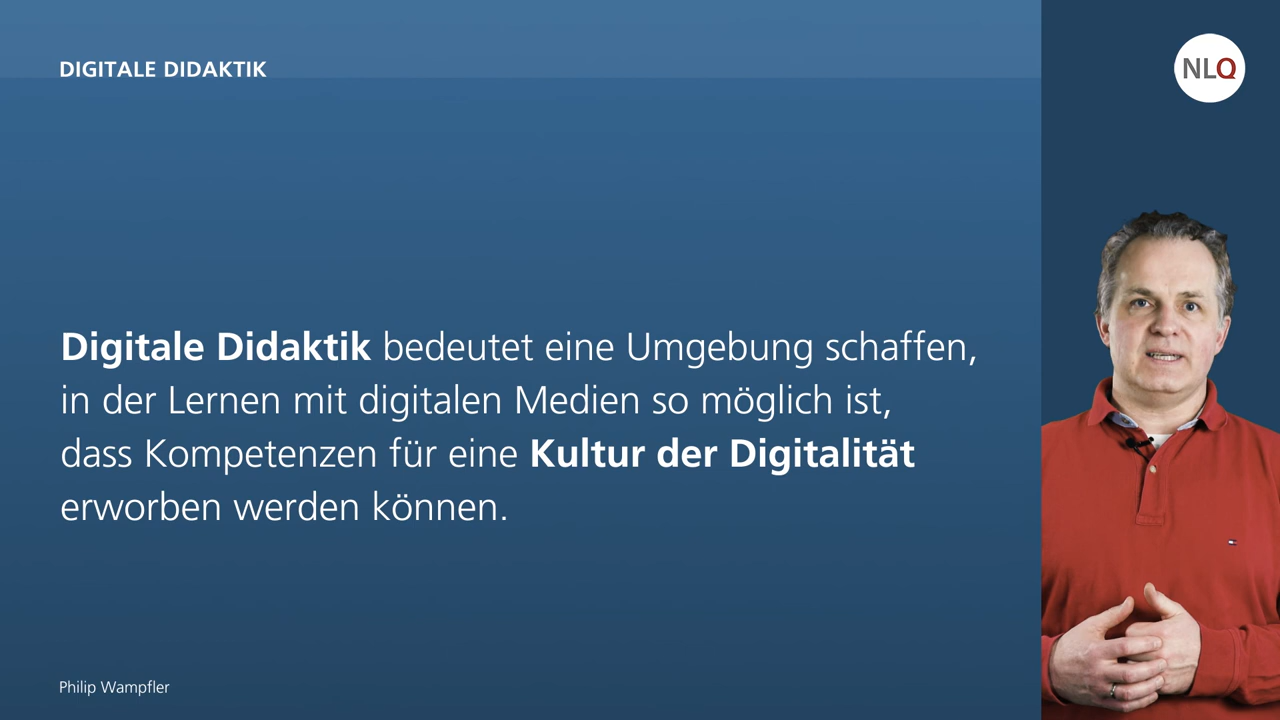 DIGITALE DIDAKTIK
NLQ
Digitale Didaktik bedeutet eine Umgebung schaffen,
in der Lernen mit digitalen Medien so möglich ist,
dass Kompetenzen für eine Kultur der Digitalität
erworben werden können.
Philip Wampfler